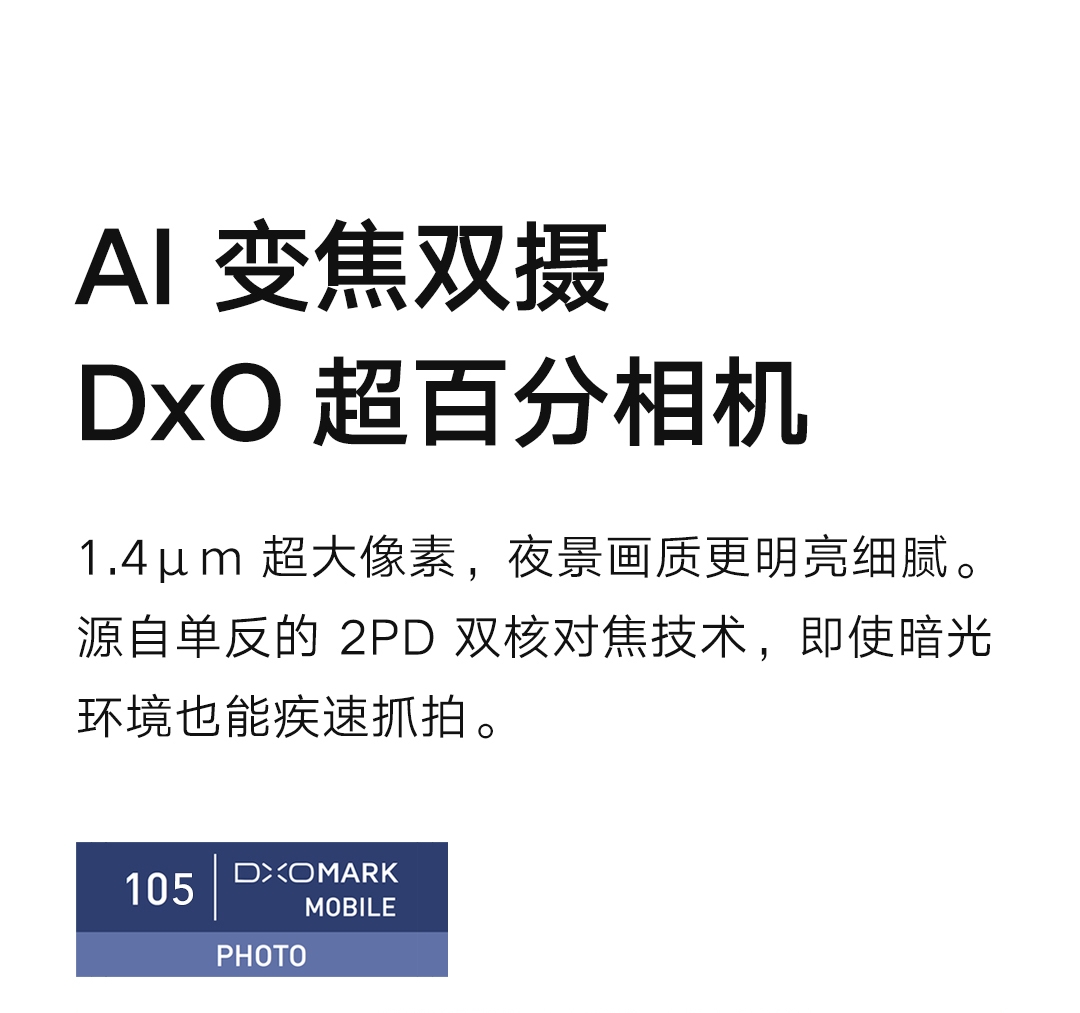 AI 变焦双摄
DxO 超百分相机
1.4μm 超大像素，夜景画质更明亮细腻。
源自单反的 2PD 双核对焦技术，即使暗光
环境也能疾速抓拍。
105
DXOMARK
MOBILE
PHOTO